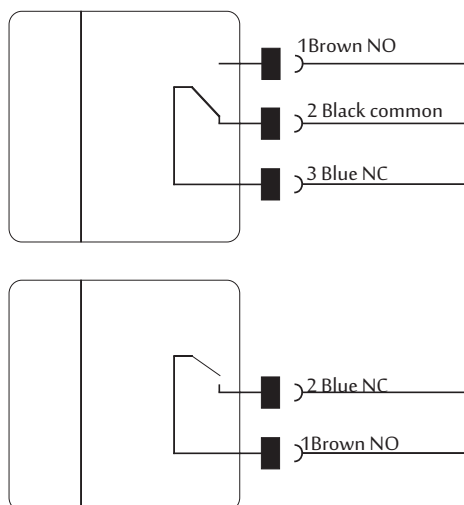 1Brown NO
2 Black common
3 Blue NC
2 Blue NC
1Brown NO